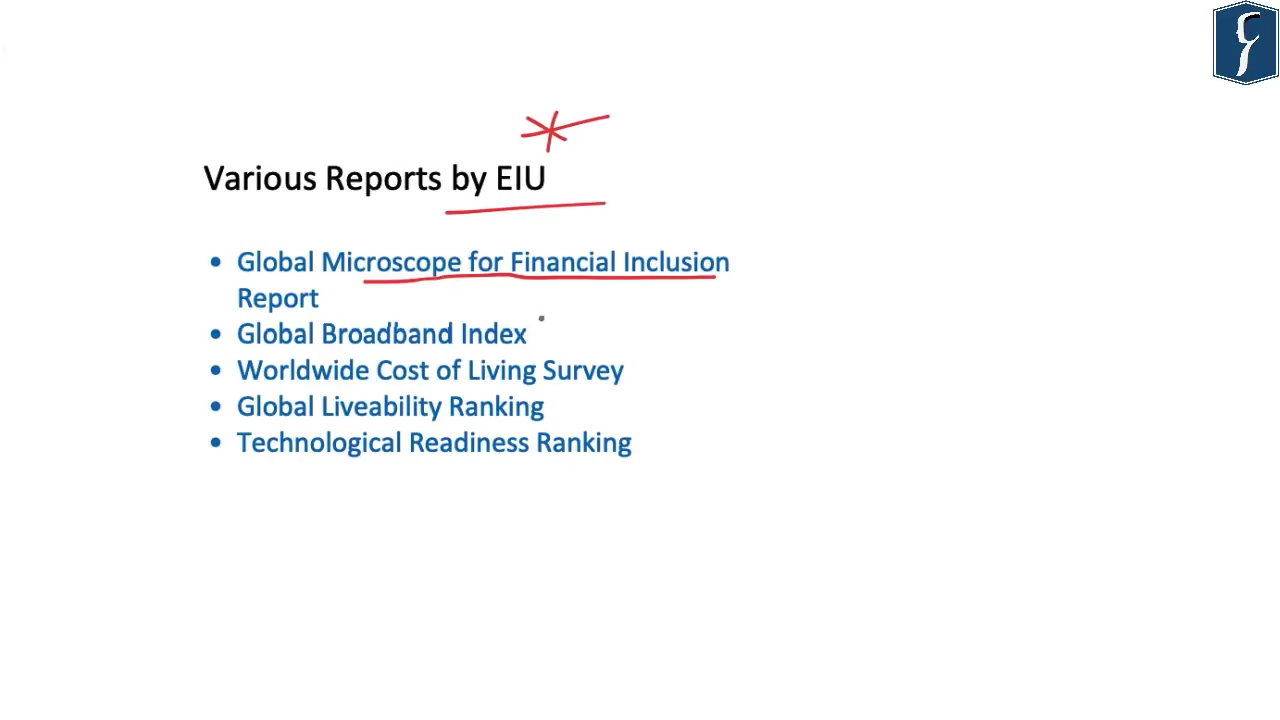 Various Reports by EIU
• Global Microscope for Financial Inclusion
Report
• Global Broadband Index
• Worldwide Cost of Living Survey
• Global Liveability Ranking
• Technological Readiness Ranking